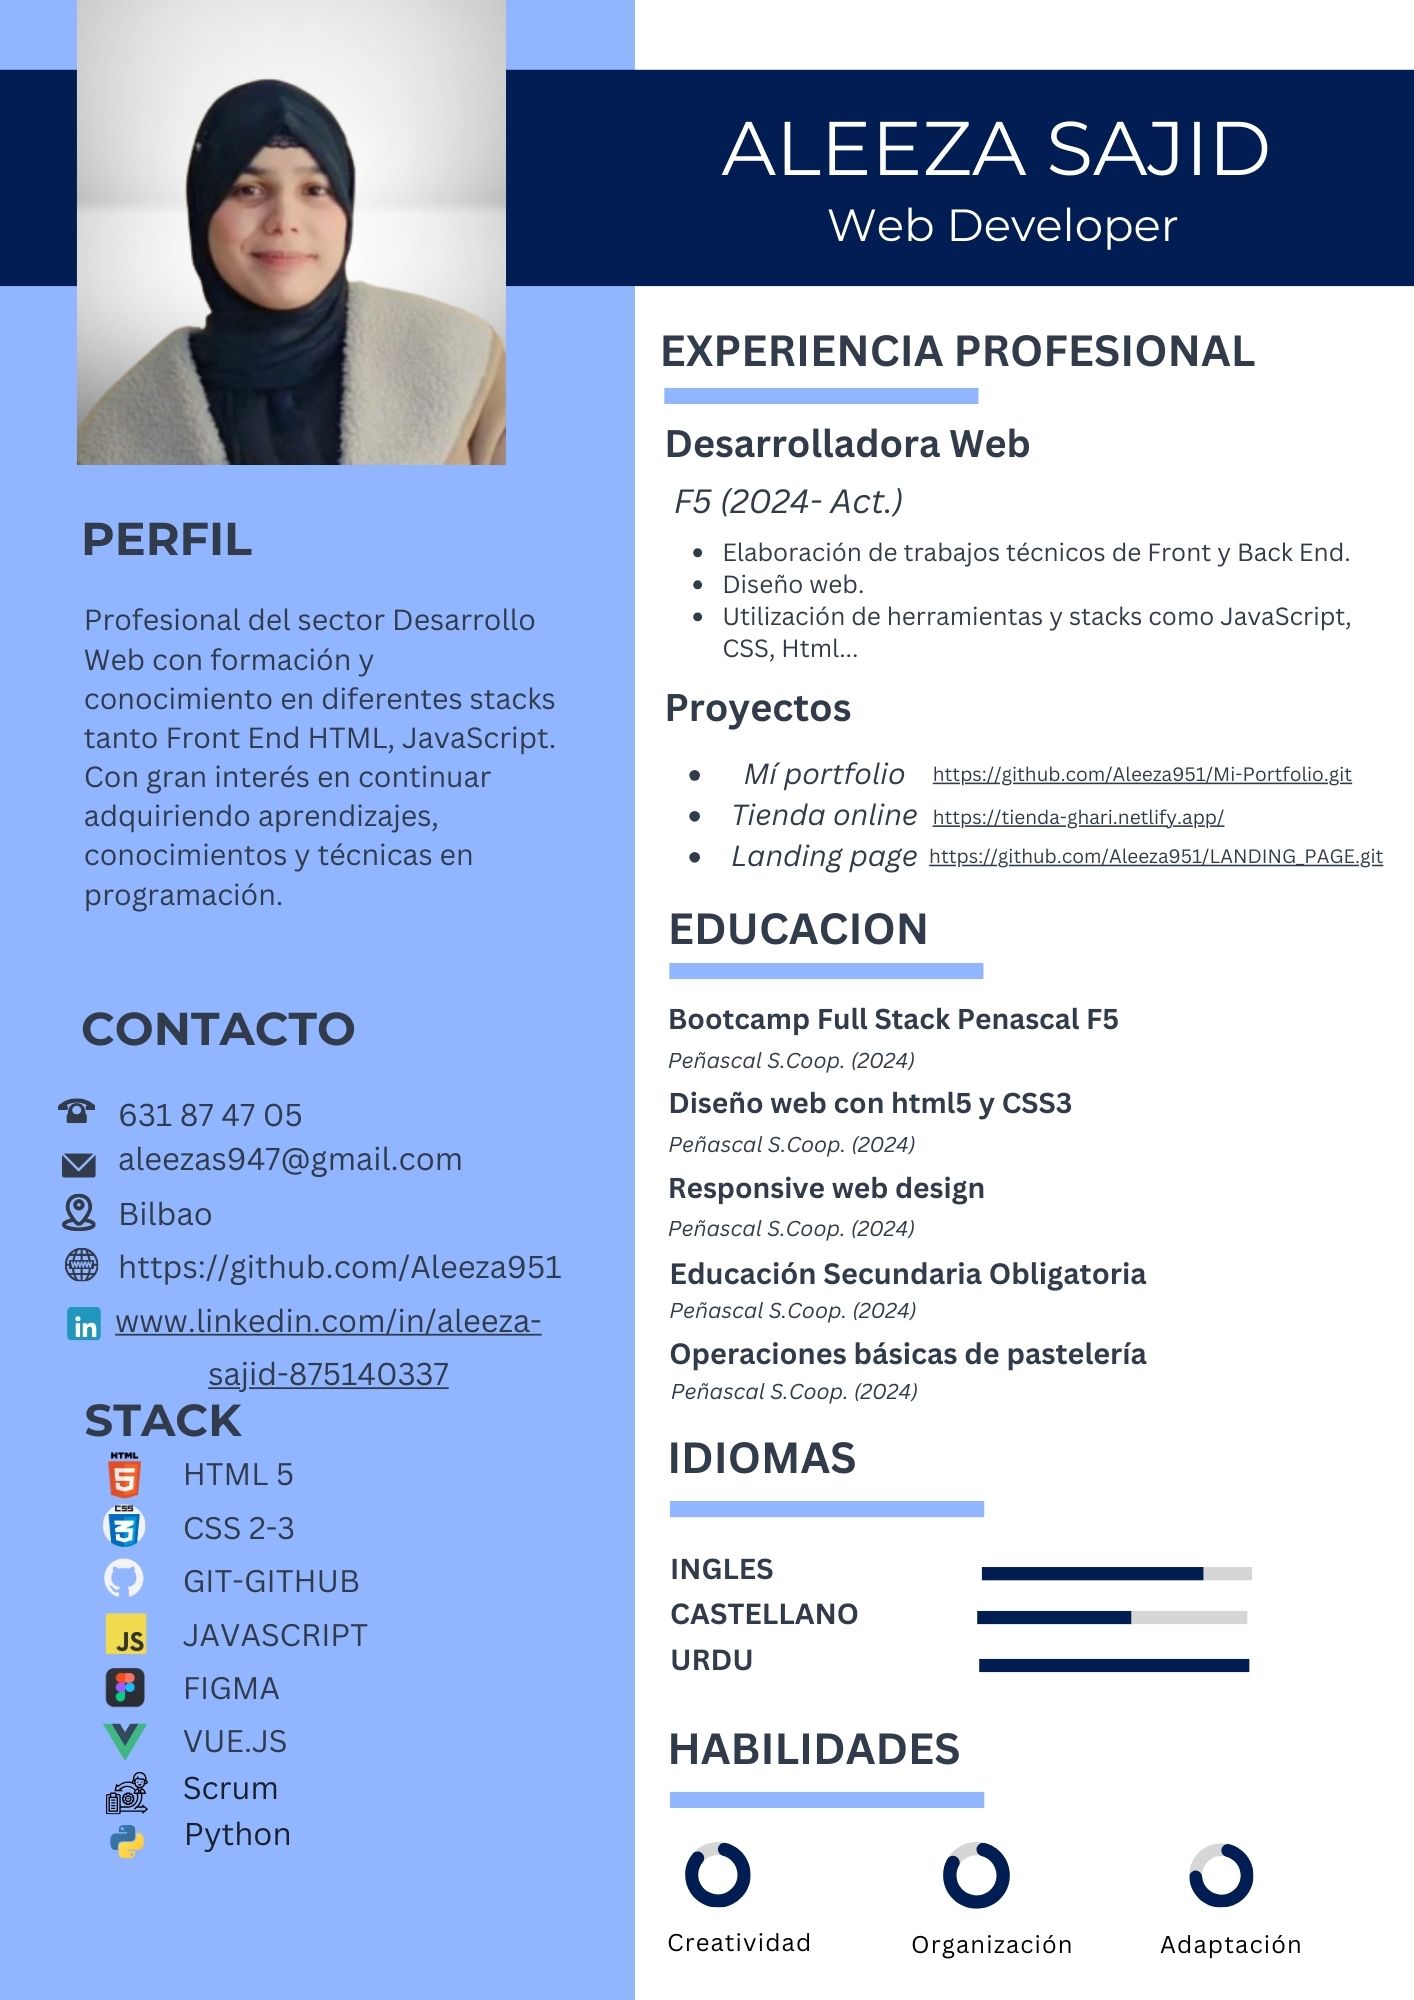 ALEEZA SAJID
Web Developer
PERFIL
Profesional del sector Desarrollo
Web con formación y
conocimiento en diferentes stacks
tanto Front End HTML, JavaScript.
Con gran interés en continuar
adquiriendo aprendizajes,
conocimientos y técnicas en
programación.
CONTACTO
631 87 47 05
aleezas947@gmail.com
Bilbao
https://github.com/Aleeza951
www.linkedin.com/in/aleeza-
sajid-875140337
STACK
HTML 5
CSS 2-3
GIT-GITHUB
JAVASCRIPT
FIGMA
VUE.JS
Scrum
Python
EXPERIENCIA PROFESIONAL
Desarrolladora Web
F5 (2024- Act.)
Elaboración de trabajos técnicos de Front y Back End.
Diseño web.
Utilización de herramientas y stacks como JavaScript,
CSS, Html...
Proyectos
Mí portfolio https://github.com/Aleeza951/Mi-Portfolio.git
Tienda online https://tienda-ghari.netlify.app/
Landing page https://github.com/Aleeza951/LANDING_PAGE.git
EDUCACION
Bootcamp Full Stack Penascal F5
Peñascal S.Coop. (2024)
Diseño web con html5 y CSS3
Peñascal S.Coop. (2024)
Responsive web design
Peñascal S.Coop. (2024)
Educación Secundaria Obligatoria
Peñascal S.Coop. (2024)
Operaciones básicas de pastelería
Peñascal S.Coop. (2024)
IDIOMAS
INGLES
CASTELLANO
URDU
HABILIDADES
Creatividad
Organización
Adaptación